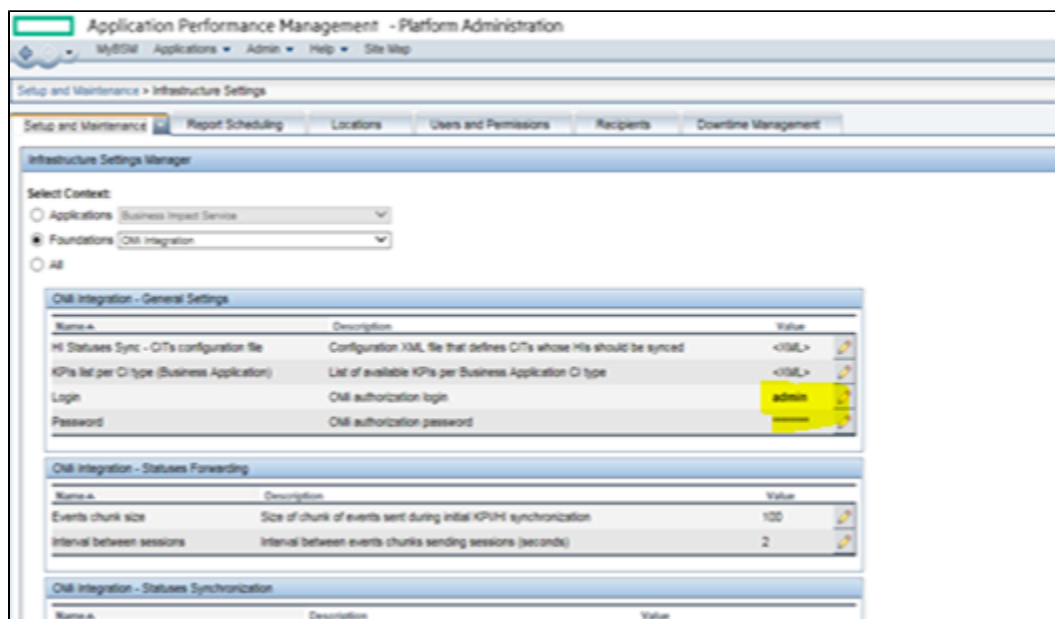 Application Performance Management - Platform Administration
MyBSM Applications Admin Help Site Map
Setup and Maintenance > Infrastructure Settings
Setup and Maintenance Report Scheduling Locations Users and Permissions Recipients Downtime Management
Infrastructure Settings Manager
Select Context:
Applications Business Impact Service
Foundations OMi Integration
All
OMi Integration - General Settings
Name Description Value
HI Statuses Sync - CITs configuration file Configuration XML file that defines CITs whose HIs should be synced <XML>
KPIs list per CI type (Business Application) List of available KPIs per Business Application CI type <XML>
Login OMi authorization login admin
Password OMi authorization password
OMi Integration - Statuses Forwarding
Name Description Value
Events chunk size Size of chunk of events sent during initial KPI/HI synchronization 100
Interval between sessions Interval between events chunks sending sessions (seconds) 2
OMi Integration - Statuses Synchronization
Name Description Value